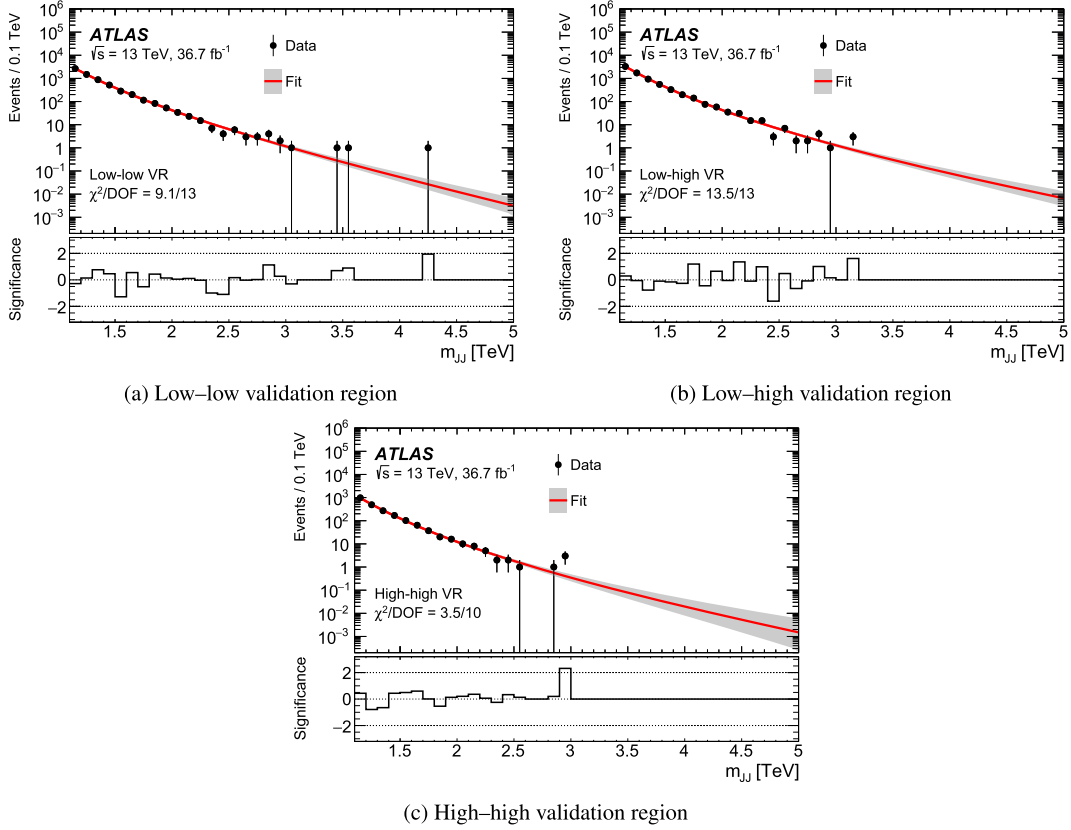 Events / 0.1 TeV
10⁶
10⁵
10⁴
10³
10²
10
1
10⁻¹
10⁻²
10⁻³
ATLAS
√s = 13 TeV, 36.7 fb⁻¹
Data
Fit
Low-low VR
χ²/DOF = 9.1/13
Significance
2
0
−2
1.5 2 2.5 3 3.5 4 4.5 5
m_JJ [TeV]
(a) Low–low validation region
Events / 0.1 TeV
10⁶
10⁵
10⁴
10³
10²
10
1
10⁻¹
10⁻²
10⁻³
ATLAS
√s = 13 TeV, 36.7 fb⁻¹
Data
Fit
Low-high VR
χ²/DOF = 13.5/13
Significance
2
0
−2
1.5 2 2.5 3 3.5 4 4.5 5
m_JJ [TeV]
(b) Low–high validation region
Events / 0.1 TeV
10⁶
10⁵
10⁴
10³
10²
10
1
10⁻¹
10⁻²
10⁻³
ATLAS
√s = 13 TeV, 36.7 fb⁻¹
Data
Fit
High-high VR
χ²/DOF = 3.5/10
Significance
2
0
−2
1.5 2 2.5 3 3.5 4 4.5 5
m_JJ [TeV]
(c) High–high validation region